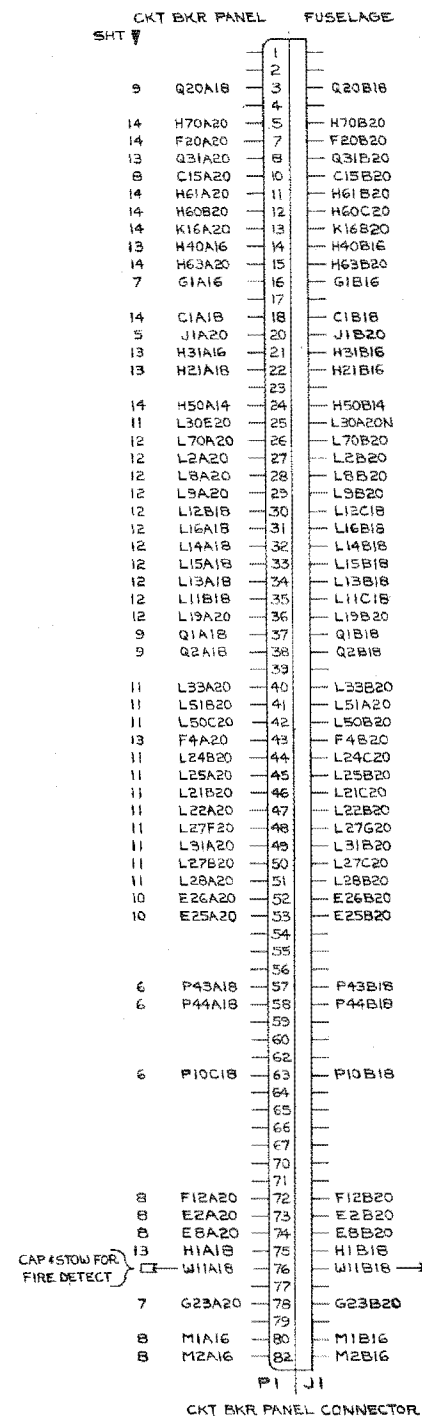 CKT BKR PANEL FUSELAGE
SHT
1
2
9 Q20A18 3 Q20B18
4
14 H70A20 5 H70B20
14 F20A20 7 F20B20
13 Q31A20 8 Q31B20
8 C15A20 10 C15B20
14 H61A20 11 H61B20
14 H60B20 12 H60C20
14 K16A20 13 K16B20
13 H40A16 14 H40B16
14 H63A20 15 H63B20
7 G1A16 16 G1B16
17
14 C1A18 18 C1B18
5 J1A20 20 J1B20
13 H31A16 21 H31B16
13 H21A18 22 H21B16
23
14 H50A14 24 H50B14
11 L30E20 25 L30A20N
12 L70A20 26 L70B20
12 L2A20 27 L2B20
12 L8A20 28 L8B20
12 L9A20 29 L9B20
12 L12B18 30 L12C18
12 L16A18 31 L16B18
12 L14A18 32 L14B18
12 L15A18 33 L15B18
12 L13A18 34 L13B18
12 L11B18 35 L11C18
12 L19A20 36 L19B20
9 Q1A18 37 Q1B18
9 Q2A18 38 Q2B18
39
11 L33A20 40 L33B20
11 L51B20 41 L51A20
11 L50C20 42 L50B20
13 F4A20 43 F4B20
11 L24B20 44 L24C20
11 L25A20 45 L25B20
11 L21B20 46 L21C20
11 L22A20 47 L22B20
11 L27F20 48 L27G20
11 L31A20 49 L31B20
11 L27B20 50 L27C20
11 L28A20 51 L28B20
10 E26A20 52 E26B20
10 E25A20 53 E25B20
54
55
56
6 P43A18 57 P43B18
6 P44A18 58 P44B18
59
60
62
6 P10C18 63 P10B18
64
65
66
67
70
71
8 F12A20 72 F12B20
8 E2A20 73 E2B20
8 E8A20 74 E8B20
13 H1A18 75 H1B18
CAP & STOW FOR
FIRE DETECT
W11A18 76 W11B18
77
7 G23A20 78 G23B20
79
8 M1A16 80 M1B16
8 M2A16 82 M2B16
P1 J1
CKT BKR PANEL CONNECTOR